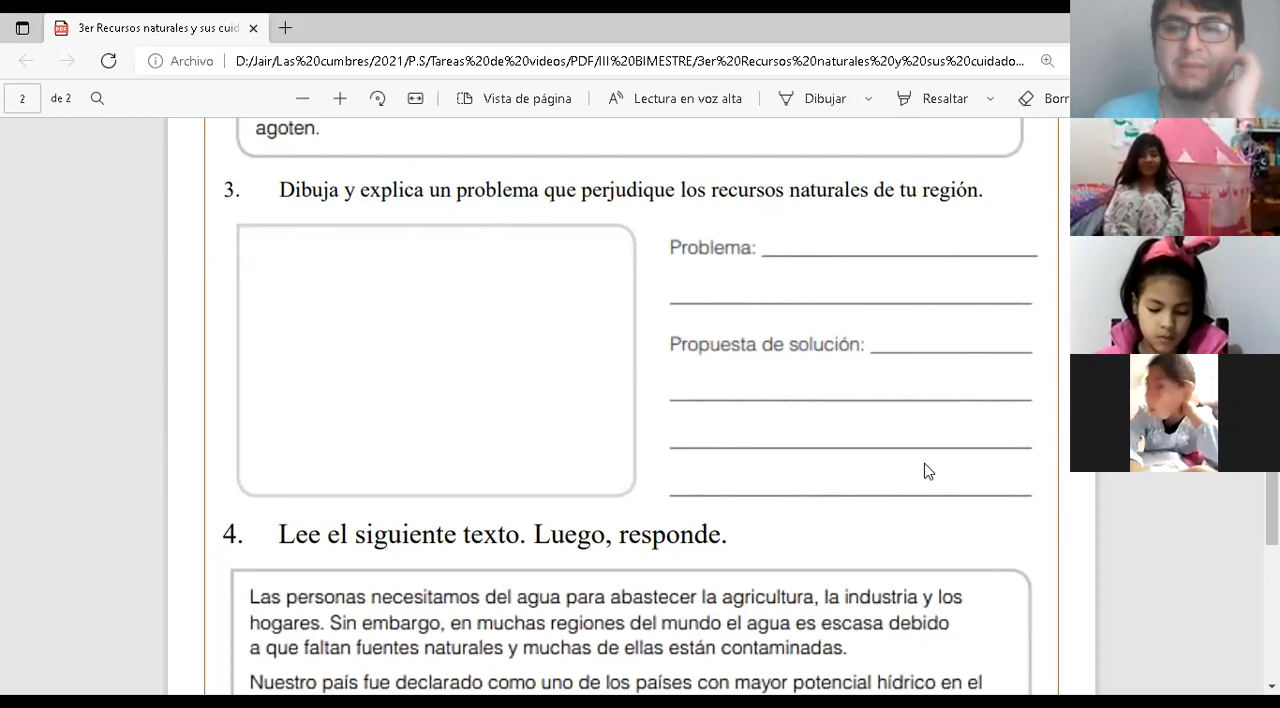 3er Recursos naturales y sus cuid
Archivo
D:/Jair/Las%20cumbres/2021/P.S/Tareas%20de%20videos/PDF/III%20BIMESTRE/3er%20Recursos%20naturales%20y%20sus%20cuidado...
2
de 2
Vista de página
Lectura en voz alta
Dibujar
Resaltar
Borr
agoten.
3. Dibuja y explica un problema que perjudique los recursos naturales de tu región.
Problema:
Propuesta de solución:
4. Lee el siguiente texto. Luego, responde.
Las personas necesitamos del agua para abastecer la agricultura, la industria y los
hogares. Sin embargo, en muchas regiones del mundo el agua es escasa debido
a que faltan fuentes naturales y muchas de ellas están contaminadas.
Nuestro país fue declarado como uno de los países con mayor potencial hídrico en el